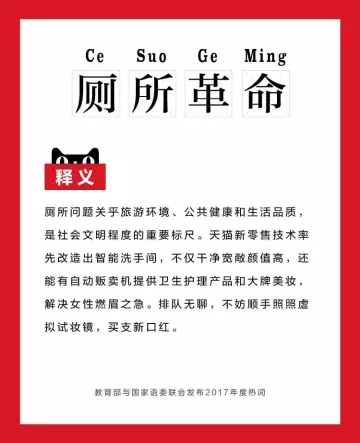 Ce Suo Ge Ming
厕所革命
释义
厕所问题关乎旅游环境、公共健康和生活品质，
是社会文明程度的重要标尺。天猫新零售技术率
先改造出智能洗手间，不仅干净宽敞颜值高，还
能有自动贩卖机提供卫生护理产品和大牌美妆，
解决女性燃眉之急。排队无聊，不妨顺手照照虚
拟试妆镜，买支新口红。
教育部与国家语委联合发布2017年度热词